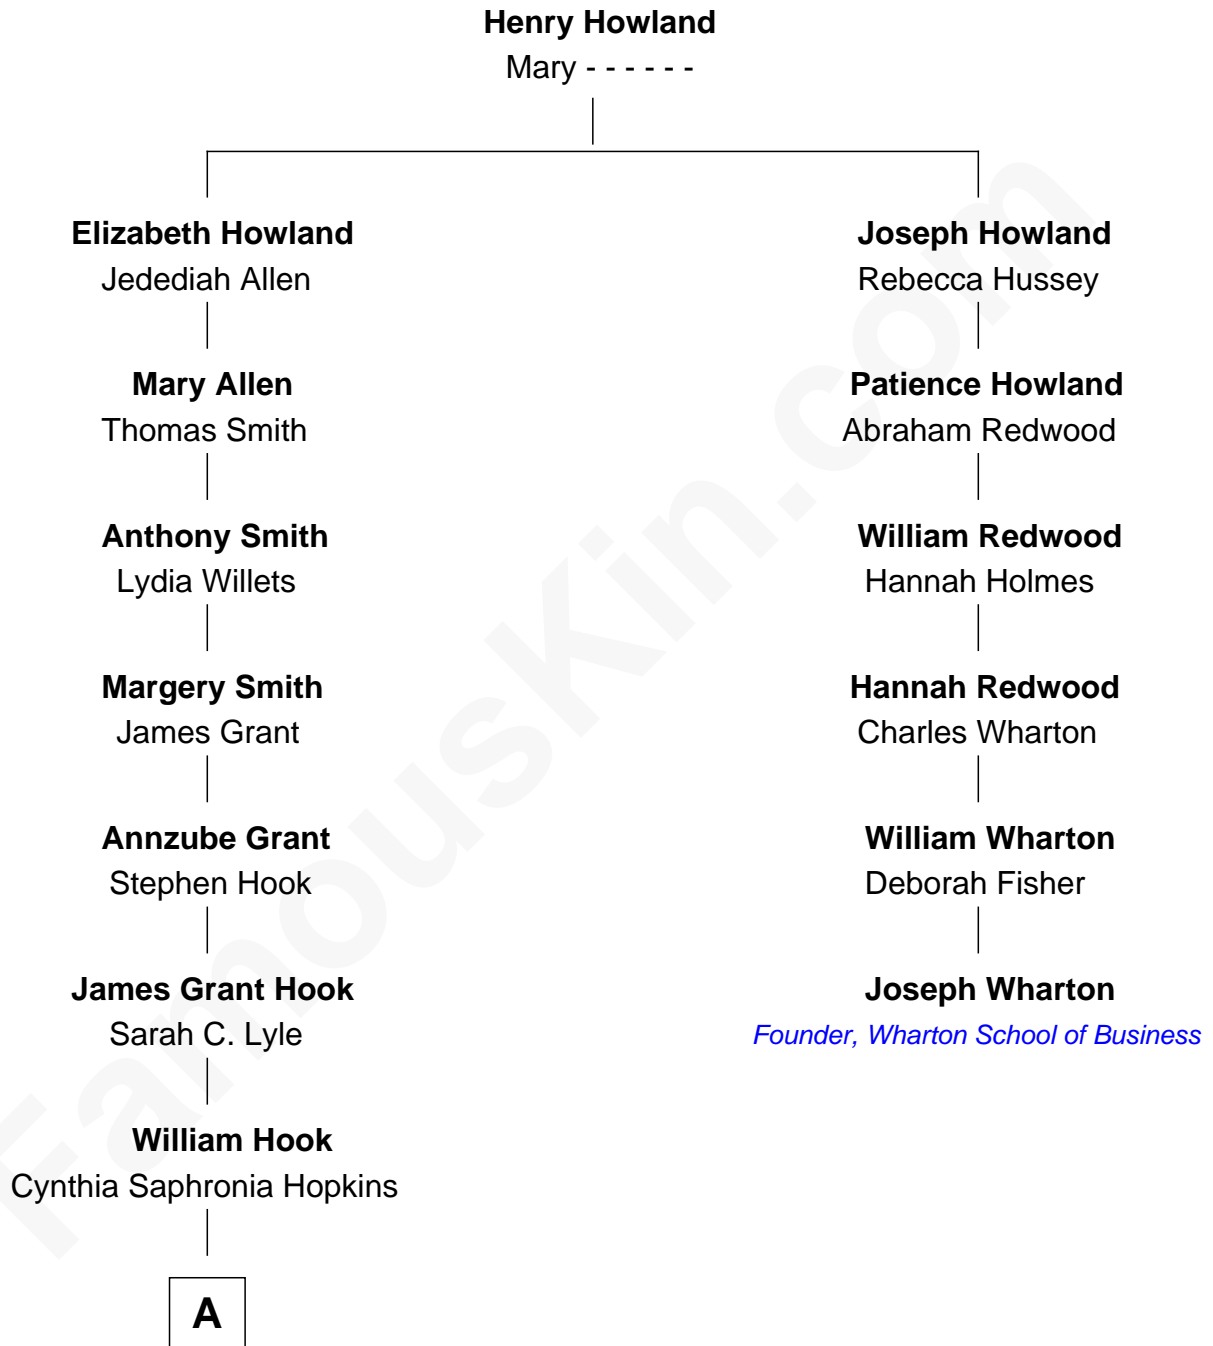 Henry Howland
Mary - - - - - -
Elizabeth Howland
Jedediah Allen
Joseph Howland
Rebecca Hussey
Mary Allen
Thomas Smith
Patience Howland
Abraham Redwood
Anthony Smith
Lydia Willets
William Redwood
Hannah Holmes
Margery Smith
James Grant
Hannah Redwood
Charles Wharton
Annzube Grant
Stephen Hook
William Wharton
Deborah Fisher
James Grant Hook
Sarah C. Lyle
Joseph Wharton
Founder, Wharton School of Business
William Hook
Cynthia Saphronia Hopkins
A
FamousKin.com